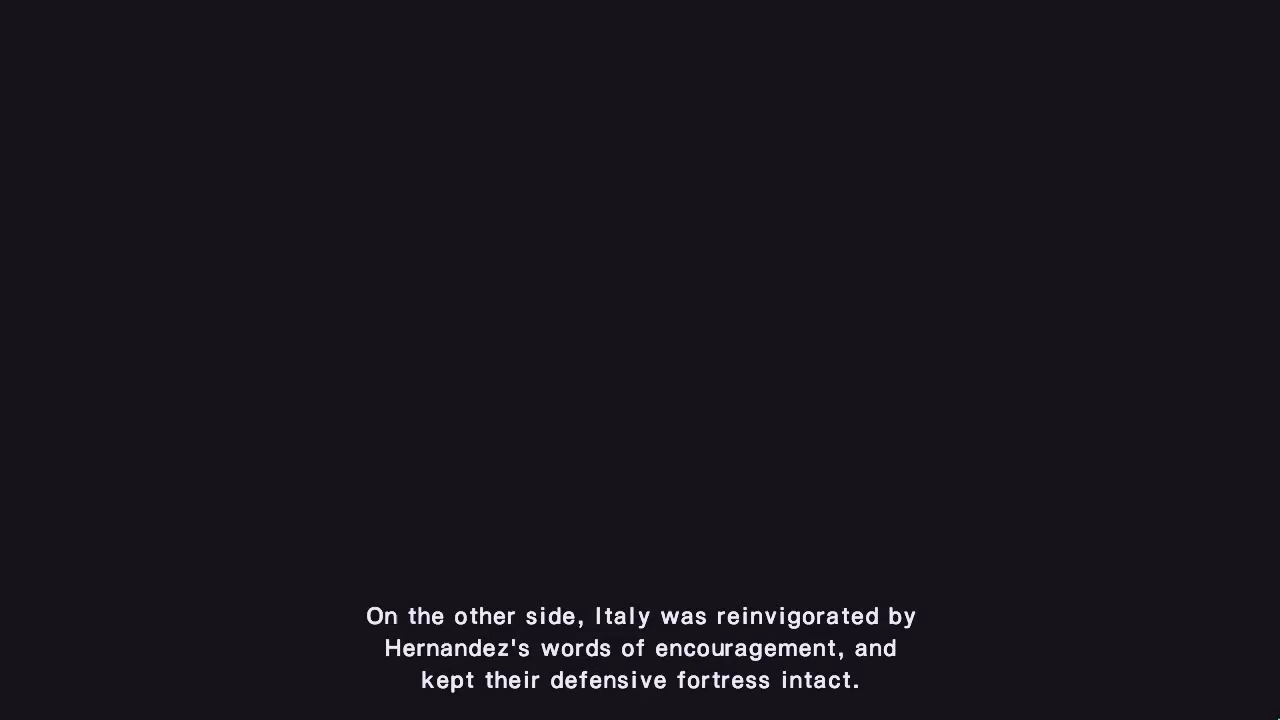 On the other side, Italy was reinvigorated by
Hernandez's words of encouragement, and
kept their defensive fortress intact.